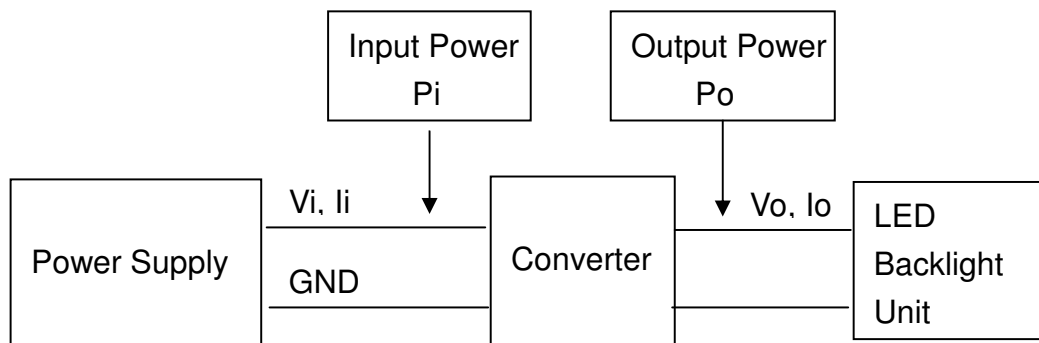 Input Power
Pi
Output Power
Po
Vi, Ii
Vo, Io
Power Supply
GND
Converter
LED
Backlight
Unit